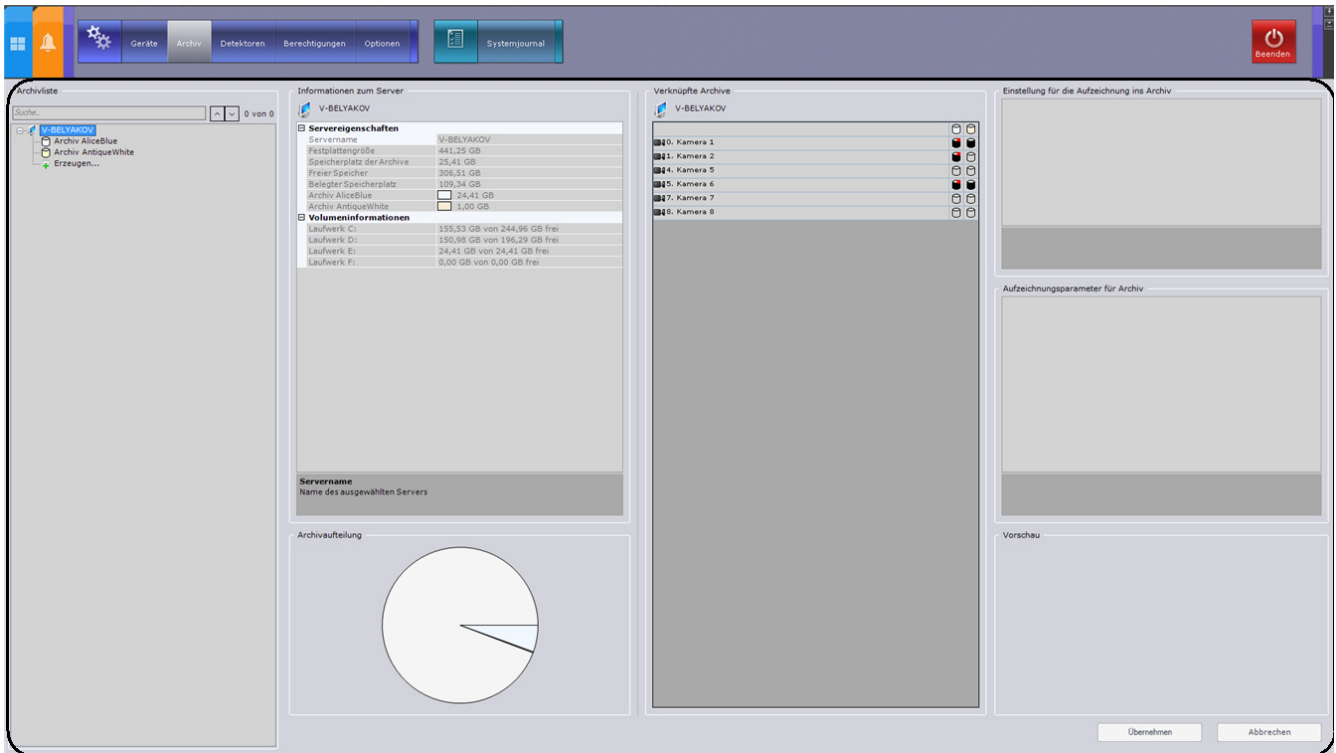 Geräte
Archiv
Detektoren
Berechtigungen
Optionen
Systemjournal
Beenden
Archivliste
Suche..
0 von 0
V-BELYAKOV
Archiv AliceBlue
Archiv AntiqueWhite
Erzeugen...
Informationen zum Server
V-BELYAKOV
Servereigenschaften
Servername V-BELYAKOV
Festplattengröße 441,25 GB
Speicherplatz der Archive 25,41 GB
Freier Speicher 306,51 GB
Belegter Speicherplatz 109,34 GB
Archiv AliceBlue 24,41 GB
Archiv AntiqueWhite 1,00 GB
Volumeninformationen
Laufwerk C: 155,53 GB von 244,96 GB frei
Laufwerk D: 150,98 GB von 196,29 GB frei
Laufwerk E: 24,41 GB von 24,41 GB frei
Laufwerk F: 0,00 GB von 0,00 GB frei
Servername
Name des ausgewählten Servers
Archivaufteilung
Verknüpfte Archive
V-BELYAKOV
0. Kamera 1
1. Kamera 2
4. Kamera 5
5. Kamera 6
7. Kamera 7
8. Kamera 8
Einstellung für die Aufzeichnung ins Archiv
Aufzeichnungsparameter für Archiv
Vorschau
Übernehmen
Abbrechen